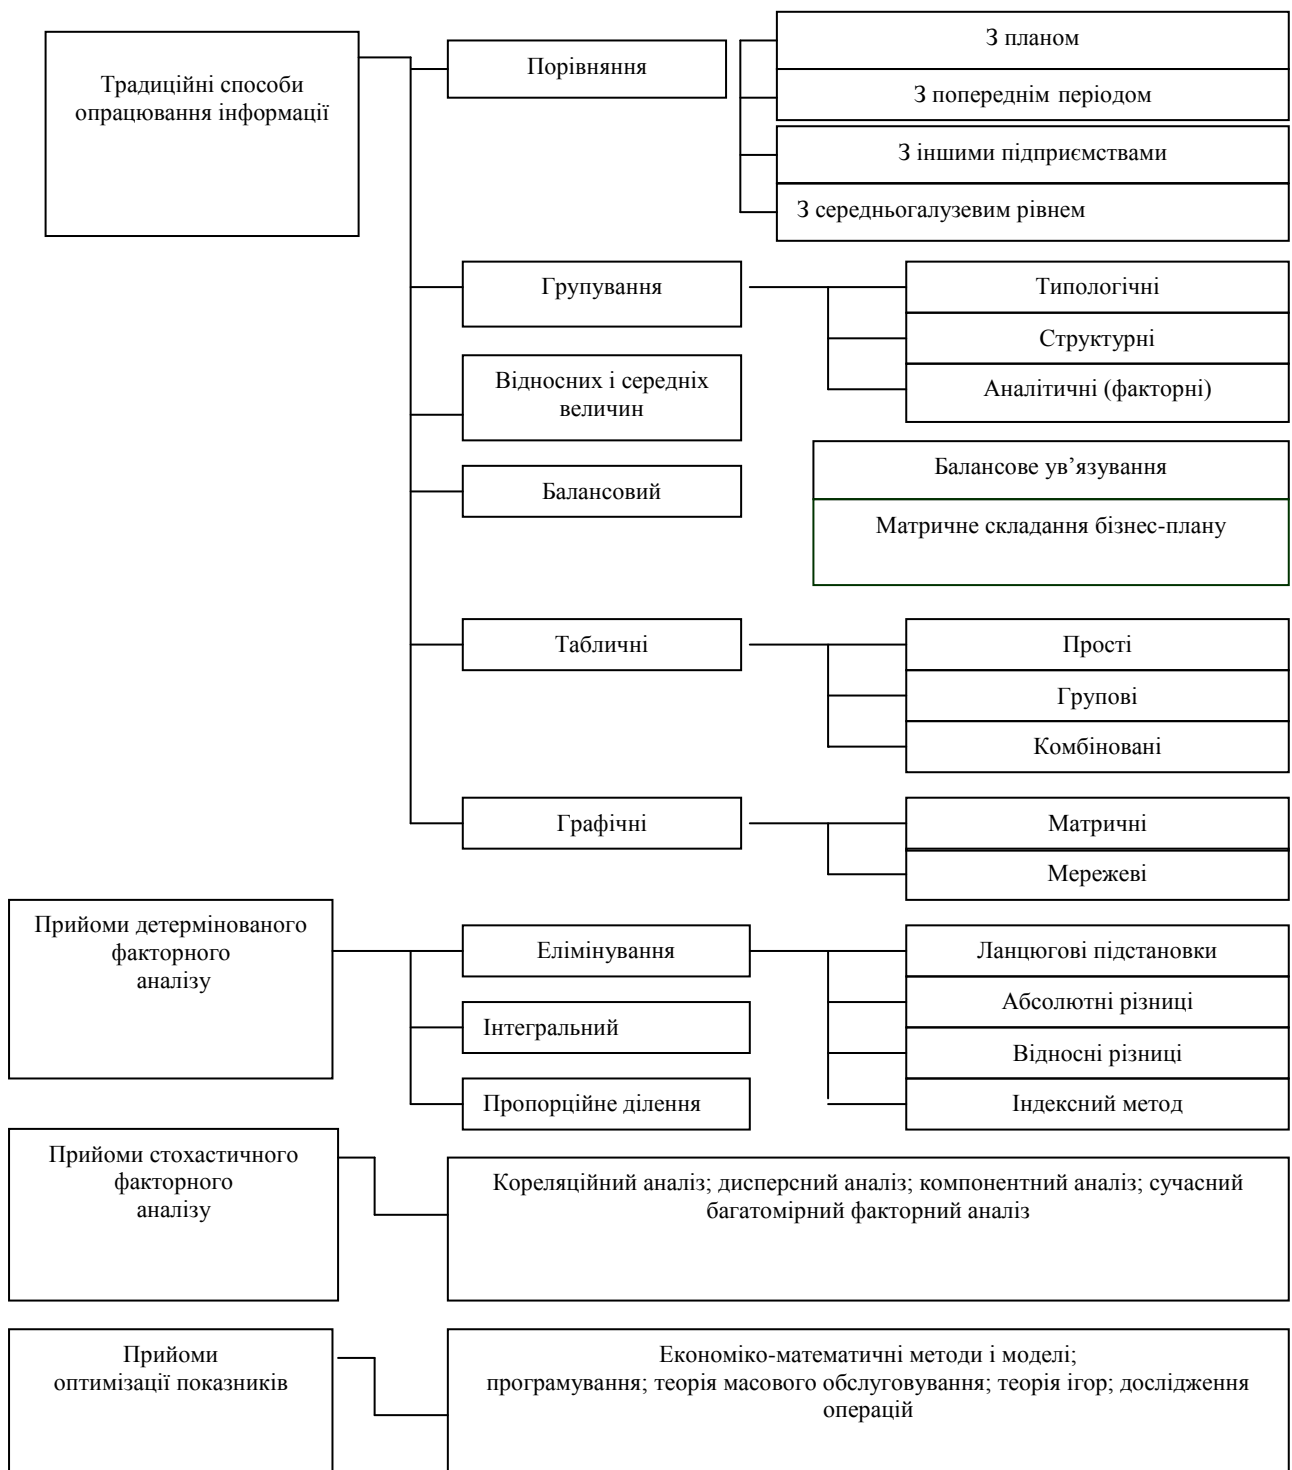 Традиційні способи
опрацювання інформації
Порівняння
З планом
З попереднім періодом
З іншими підприємствами
З середньогалузевим рівнем
Групування
Типологічні
Структурні
Аналітичні (факторні)
Відносних і середніх
величин
Балансовий
Балансове ув’язування
Матричне складання бізнес-плану
Табличні
Прості
Групові
Комбіновані
Графічні
Матричні
Мережеві
Прийоми детермінованого
факторного
аналізу
Елімінування
Ланцюгові підстановки
Абсолютні різниці
Відносні різниці
Індексний метод
Інтегральний
Пропорційне ділення
Прийоми стохастичного
факторного
аналізу
Кореляційний аналіз; дисперсний аналіз; компонентний аналіз; сучасний
багатомірний факторний аналіз
Прийоми
оптимізації показників
Економіко-математичні методи і моделі;
програмування; теорія масового обслуговування; теорія ігор; дослідження
операцій